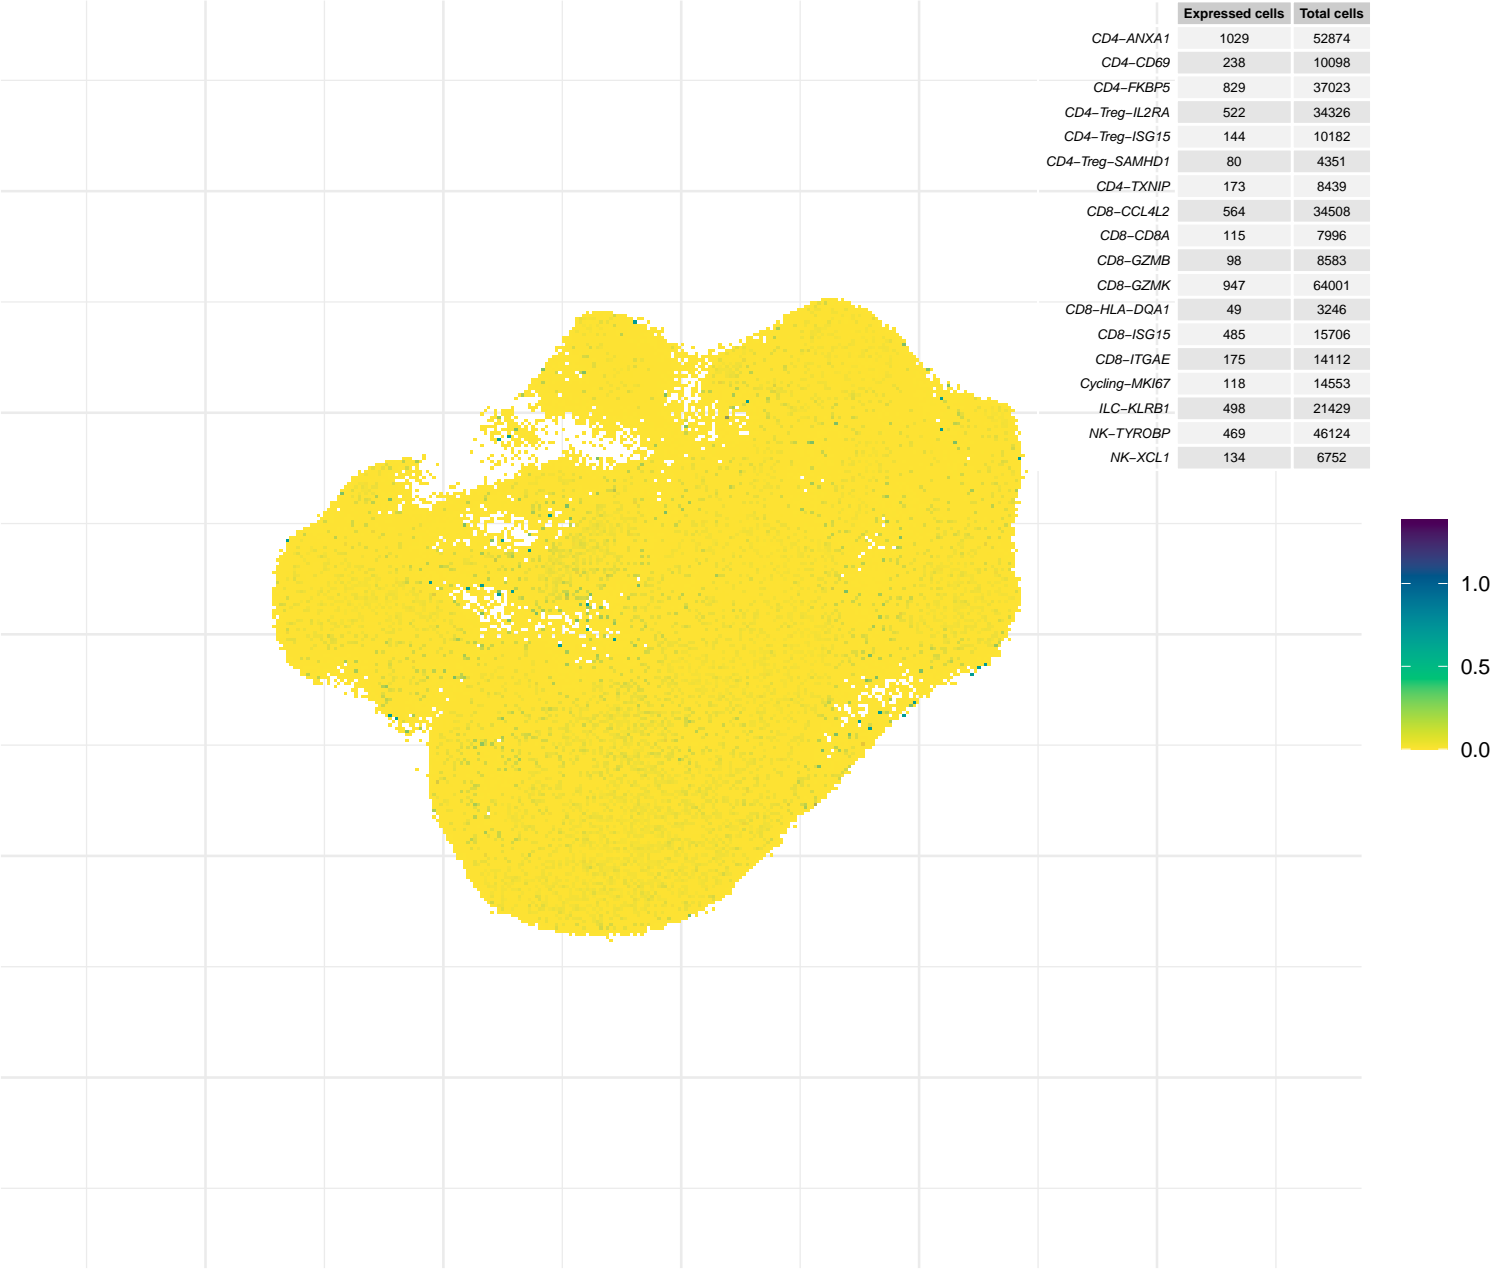 Expressed cells Total cells
CD4−ANXA1 1029 52874
CD4−CD69 238 10098
CD4−FKBP5 829 37023
CD4−Treg−IL2RA 522 34326
CD4−Treg−ISG15 144 10182
CD4−Treg−SAMHD1 80 4351
CD4−TXNIP 173 8439
CD8−CCL4L2 564 34508
CD8−CD8A 115 7996
CD8−GZMB 98 8583
CD8−GZMK 947 64001
CD8−HLA−DQA1 49 3246
CD8−ISG15 485 15706
CD8−ITGAE 175 14112
Cycling−MKI67 118 14553
ILC−KLRB1 498 21429
NK−TYROBP 469 46124
NK−XCL1 134 6752
1.0
0.5
0.0